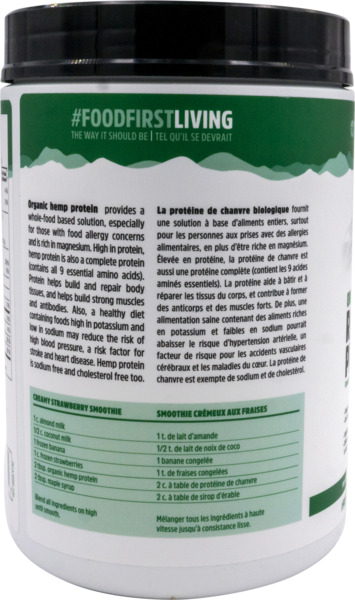 #FOODFIRSTLIVING
THE WAY IT SHOULD BE | TEL QU'IL SE DEVRAIT
Organic hemp protein provides a
whole-food based solution, especially
for those with food allergy concerns
and is rich in magnesium. High in protein,
hemp protein is also a complete protein
(contains all 9 essential amino acids).
Protein helps build and repair body
tissues, and helps build strong muscles
and antibodies. Also, a healthy diet
containing foods high in potassium and
low in sodium may reduce the risk of
high blood pressure, a risk factor for
stroke and heart disease. Hemp protein
is sodium free and cholesterol free too.
La protéine de chanvre biologique fournit
une solution à base d'aliments entiers, surtout
pour les personnes aux prises avec des allergies
alimentaires, en plus d'être riche en magnésium.
Élevée en protéine, la protéine de chanvre est
aussi une protéine complète (contient les 9 acides
aminés essentiels). La protéine aide à bâtir et à
réparer les tissus du corps, et contribue à former
des anticorps et des muscles forts. De plus, une
alimentation saine contenant des aliments riches
en potassium et faibles en sodium pourrait
abaisser le risque d'hypertension artérielle, un
facteur de risque pour les accidents vasculaires
cérébraux et les maladies du cœur. La protéine de
chanvre est exempte de sodium et de cholestérol.
CREAMY STRAWBERRY SMOOTHIE
1 c. almond milk
1/2 c. coconut milk
1 frozen banana
1 c. frozen strawberries
2 tbsp. organic hemp protein
2 tbsp. maple syrup
Blend all ingredients on high
until smooth.
SMOOTHIE CRÉMEUX AUX FRAISES
1 t. de lait d'amande
1/2 t. de lait de noix de coco
1 banane congelée
1 t. de fraises congelées
2 c. à table de protéine de chanvre
2 c. à table de sirop d'érable
Mélanger tous les ingrédients à haute
vitesse jusqu'à consistance lisse.